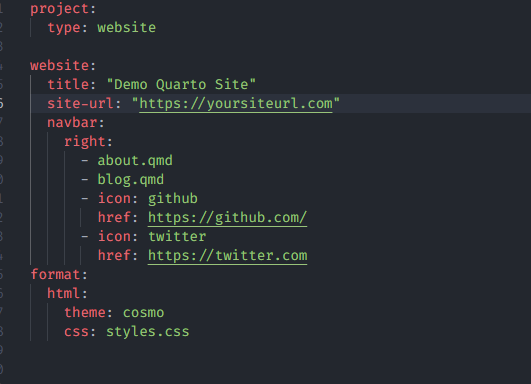 project:
  type: website

website:
  title: "Demo Quarto Site"
  site-url: "https://yoursiteurl.com"
  navbar:
    right:
      - about.qmd
      - blog.qmd
      - icon: github
        href: https://github.com/
      - icon: twitter
        href: https://twitter.com
format:
  html:
    theme: cosmo
    css: styles.css